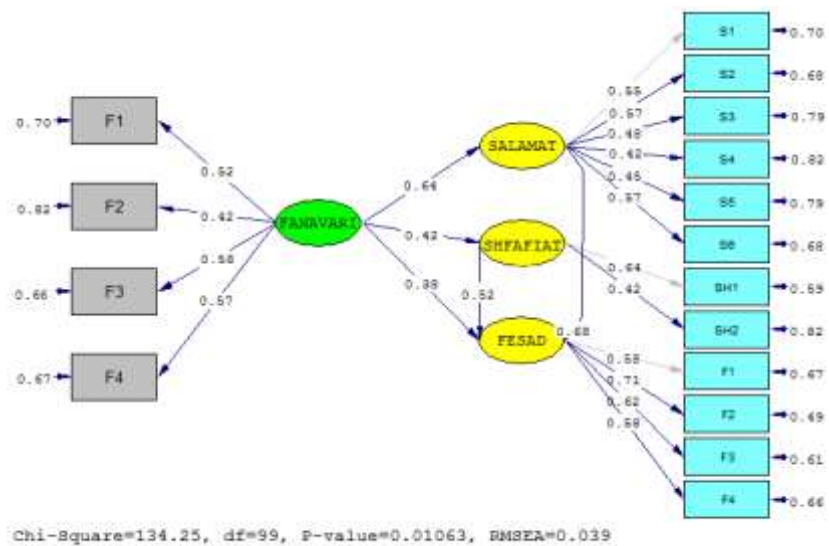 0.70 F1
0.82 F2
0.66 F3
0.67 F4
0.52
0.42
0.58
0.57
FANAVARI
0.64
0.42
0.38
SALAMAT
SHFAFIAT
FESAD
0.52
0.68
0.55
0.57
0.48
0.42
0.45
0.57
0.64
0.42
0.58
0.71
0.62
0.58
S1 0.70
S2 0.68
S3 0.79
S4 0.82
S5 0.79
S6 0.68
SH1 0.59
SH2 0.82
F1 0.67
F2 0.49
F3 0.61
F4 0.66
Chi-Square=134.25, df=99, P-value=0.01063, RMSEA=0.039